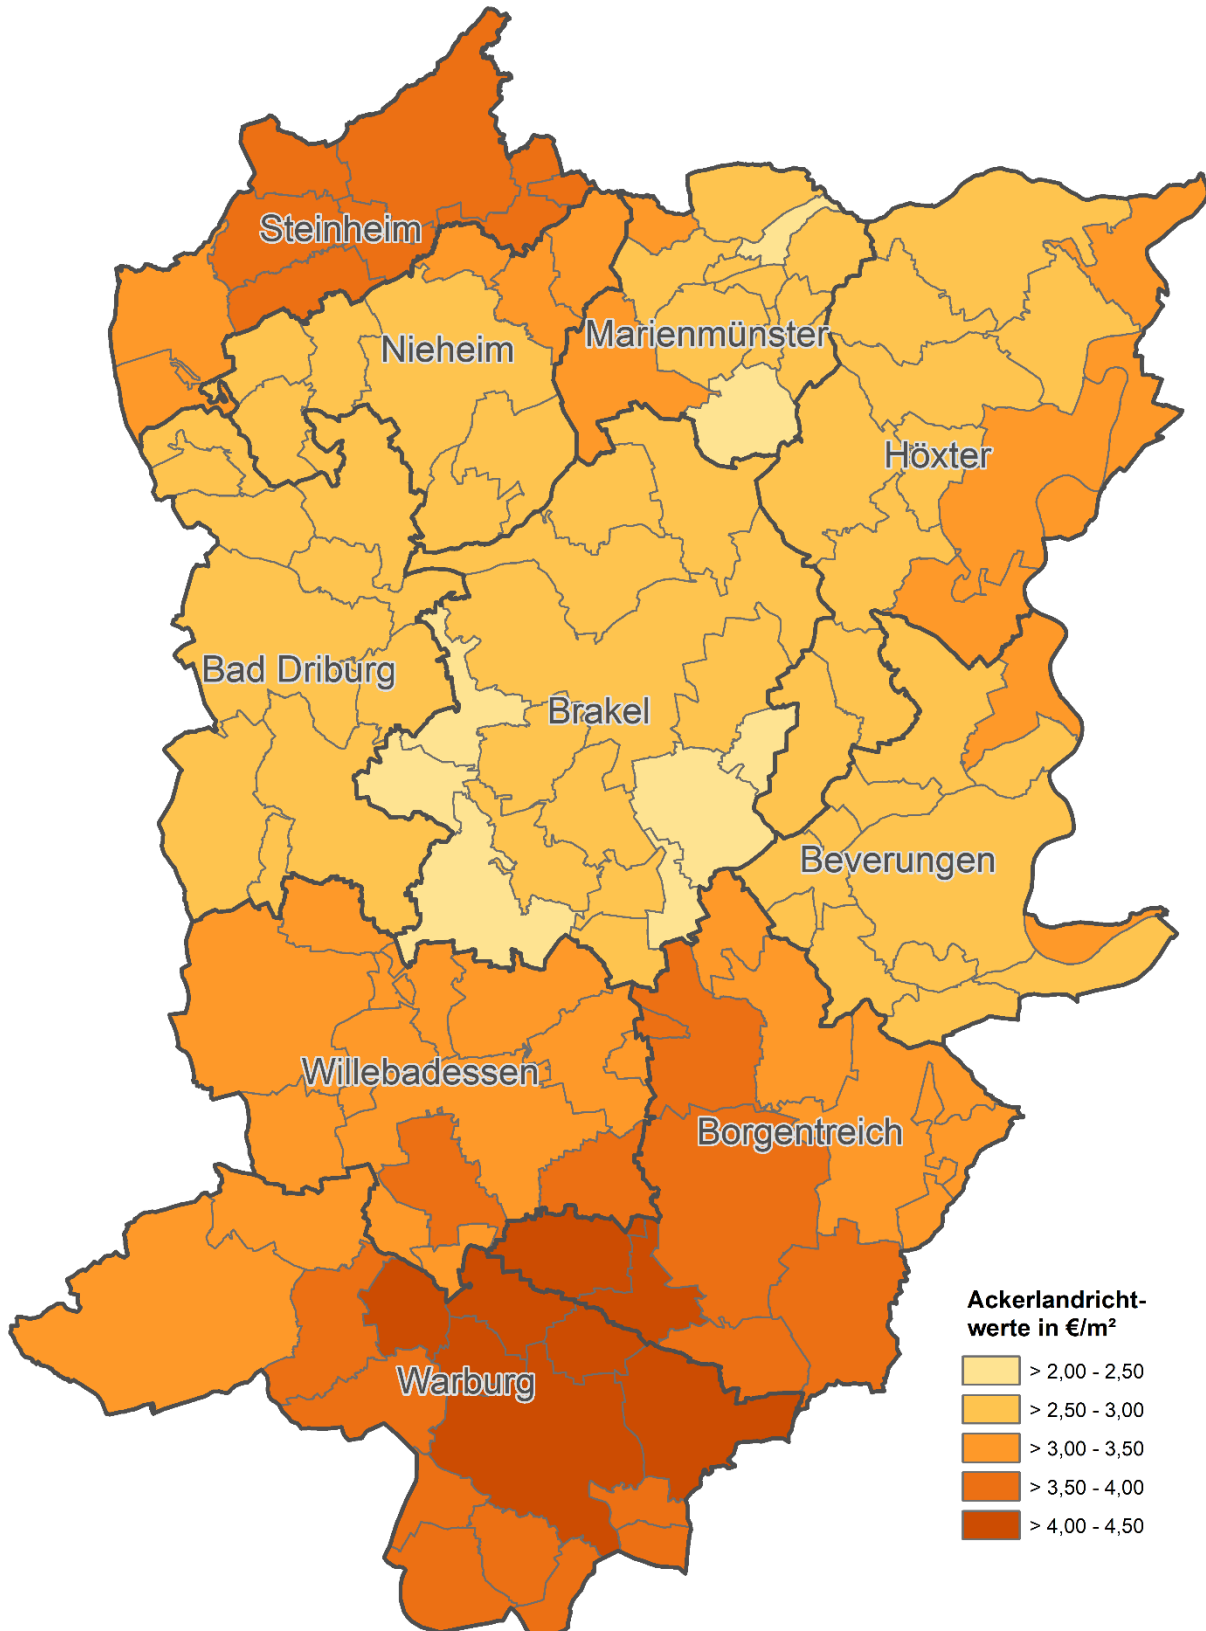 Steinheim
Nieheim
Marienmünster
Höxter
Bad Driburg
Brakel
Beverungen
Willebadessen
Borgentreich
Warburg
Ackerlandricht-
werte in €/m²
> 2,00 - 2,50
> 2,50 - 3,00
> 3,00 - 3,50
> 3,50 - 4,00
> 4,00 - 4,50